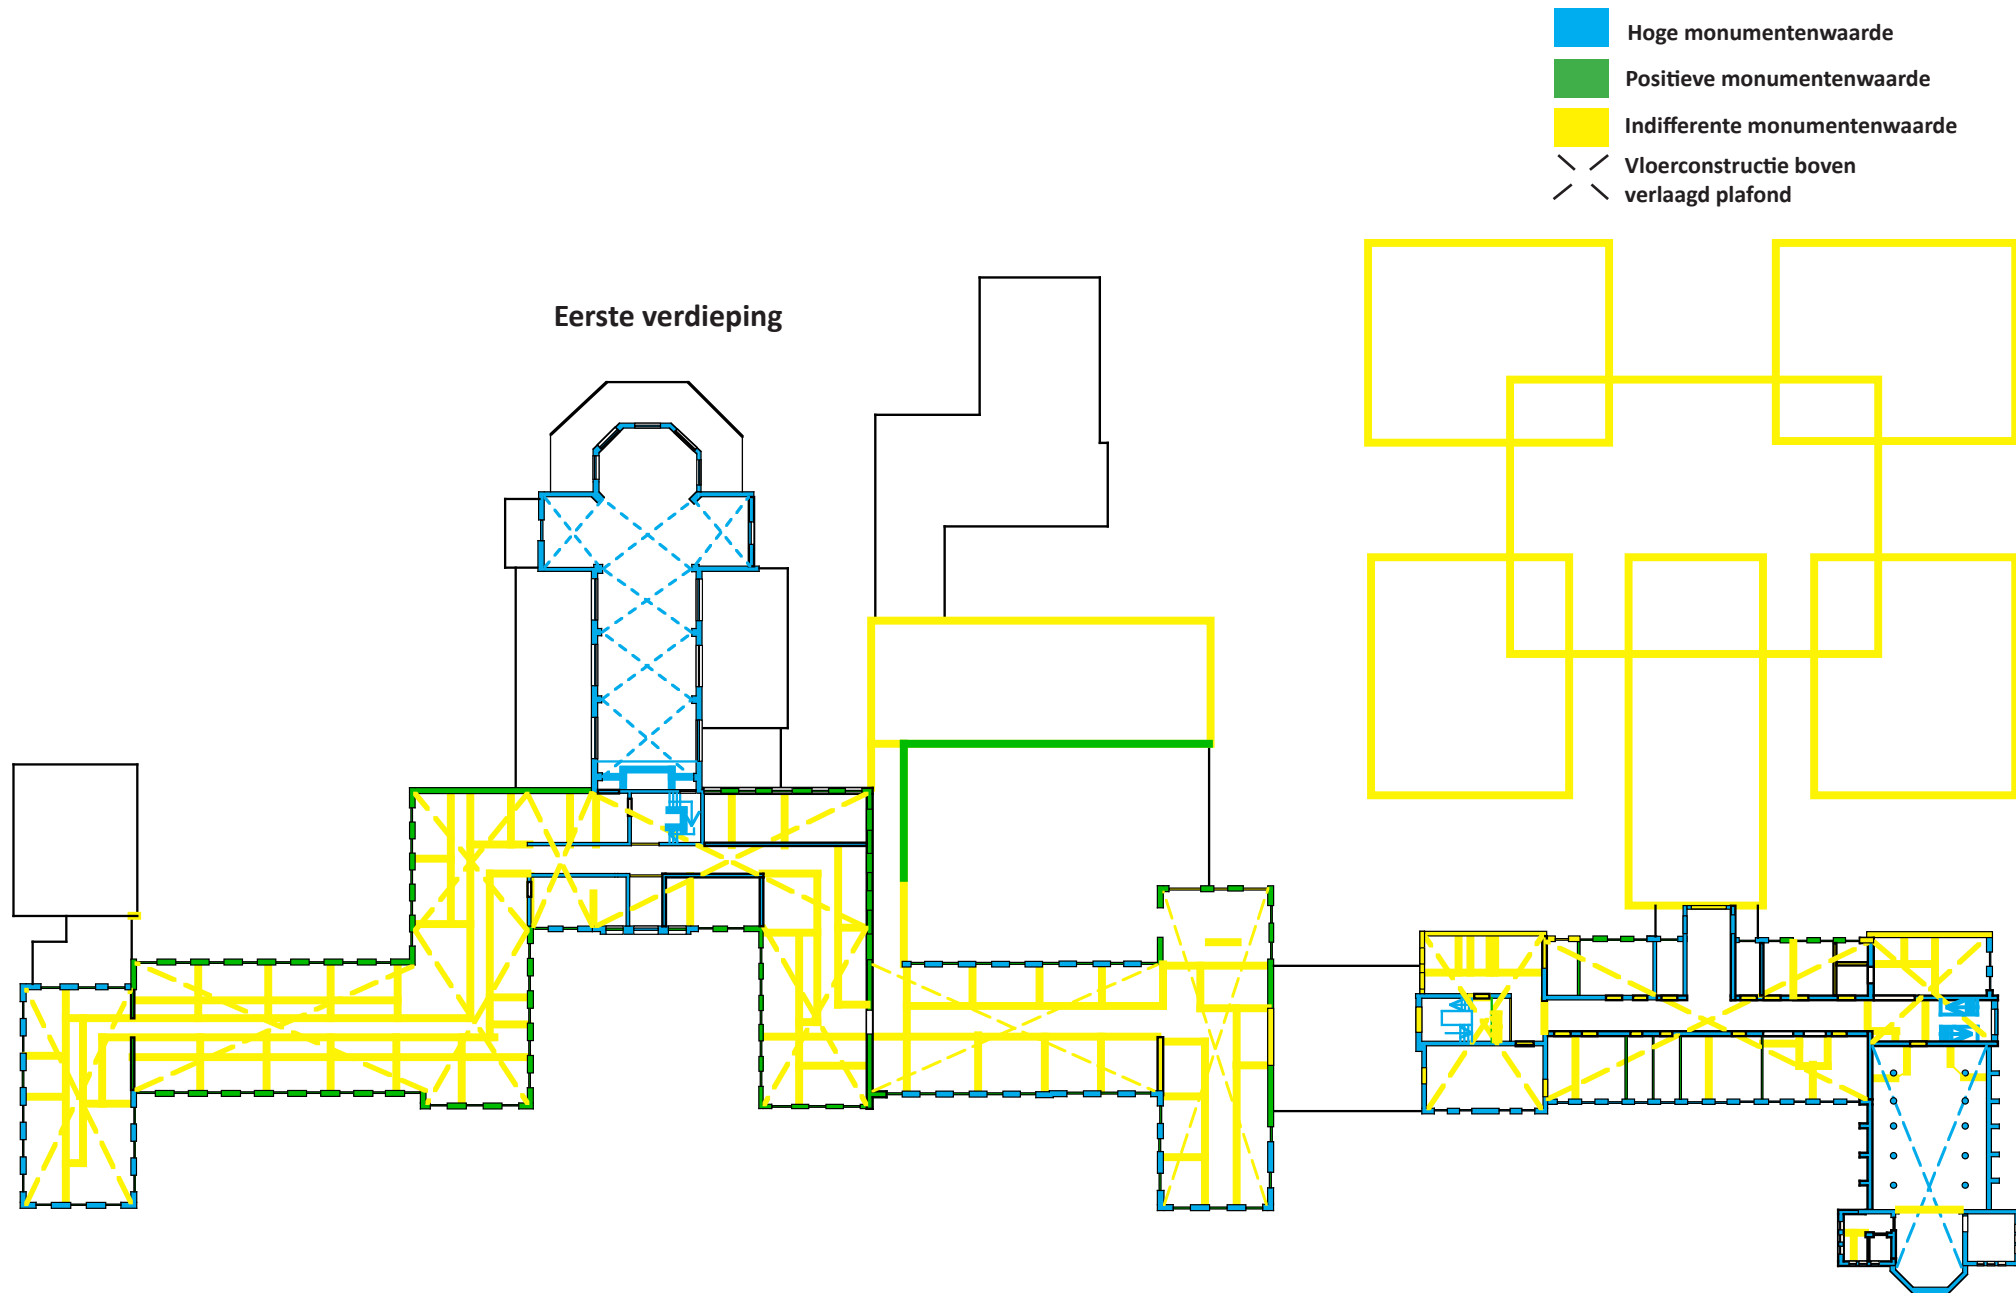 Hoge monumentenwaarde
Positieve monumentenwaarde
Indifferente monumentenwaarde
Vloerconstructie boven
verlaagd plafond
Eerste verdieping